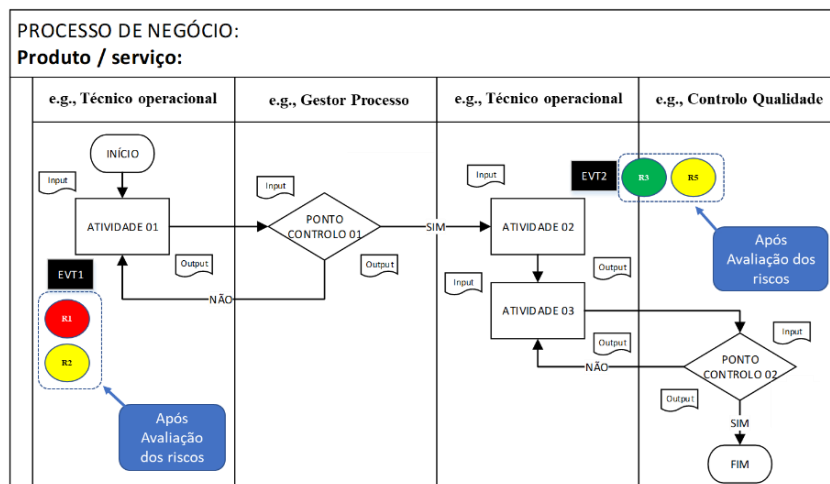 PROCESSO DE NEGÓCIO:
Produto / serviço:
e.g., Técnico operacional
e.g., Gestor Processo
e.g., Técnico operacional
e.g., Controlo Qualidade
INÍCIO
Input
ATIVIDADE 01
Output
EVT1
R1
R2
Após
Avaliação
dos riscos
Input
PONTO
CONTROLO 01
Output
NÃO
SIM
Input
ATIVIDADE 02
Output
Input
ATIVIDADE 03
Output
NÃO
EVT2
R3
R5
Após
Avaliação dos
riscos
Input
PONTO
CONTROLO 02
Output
SIM
FIM